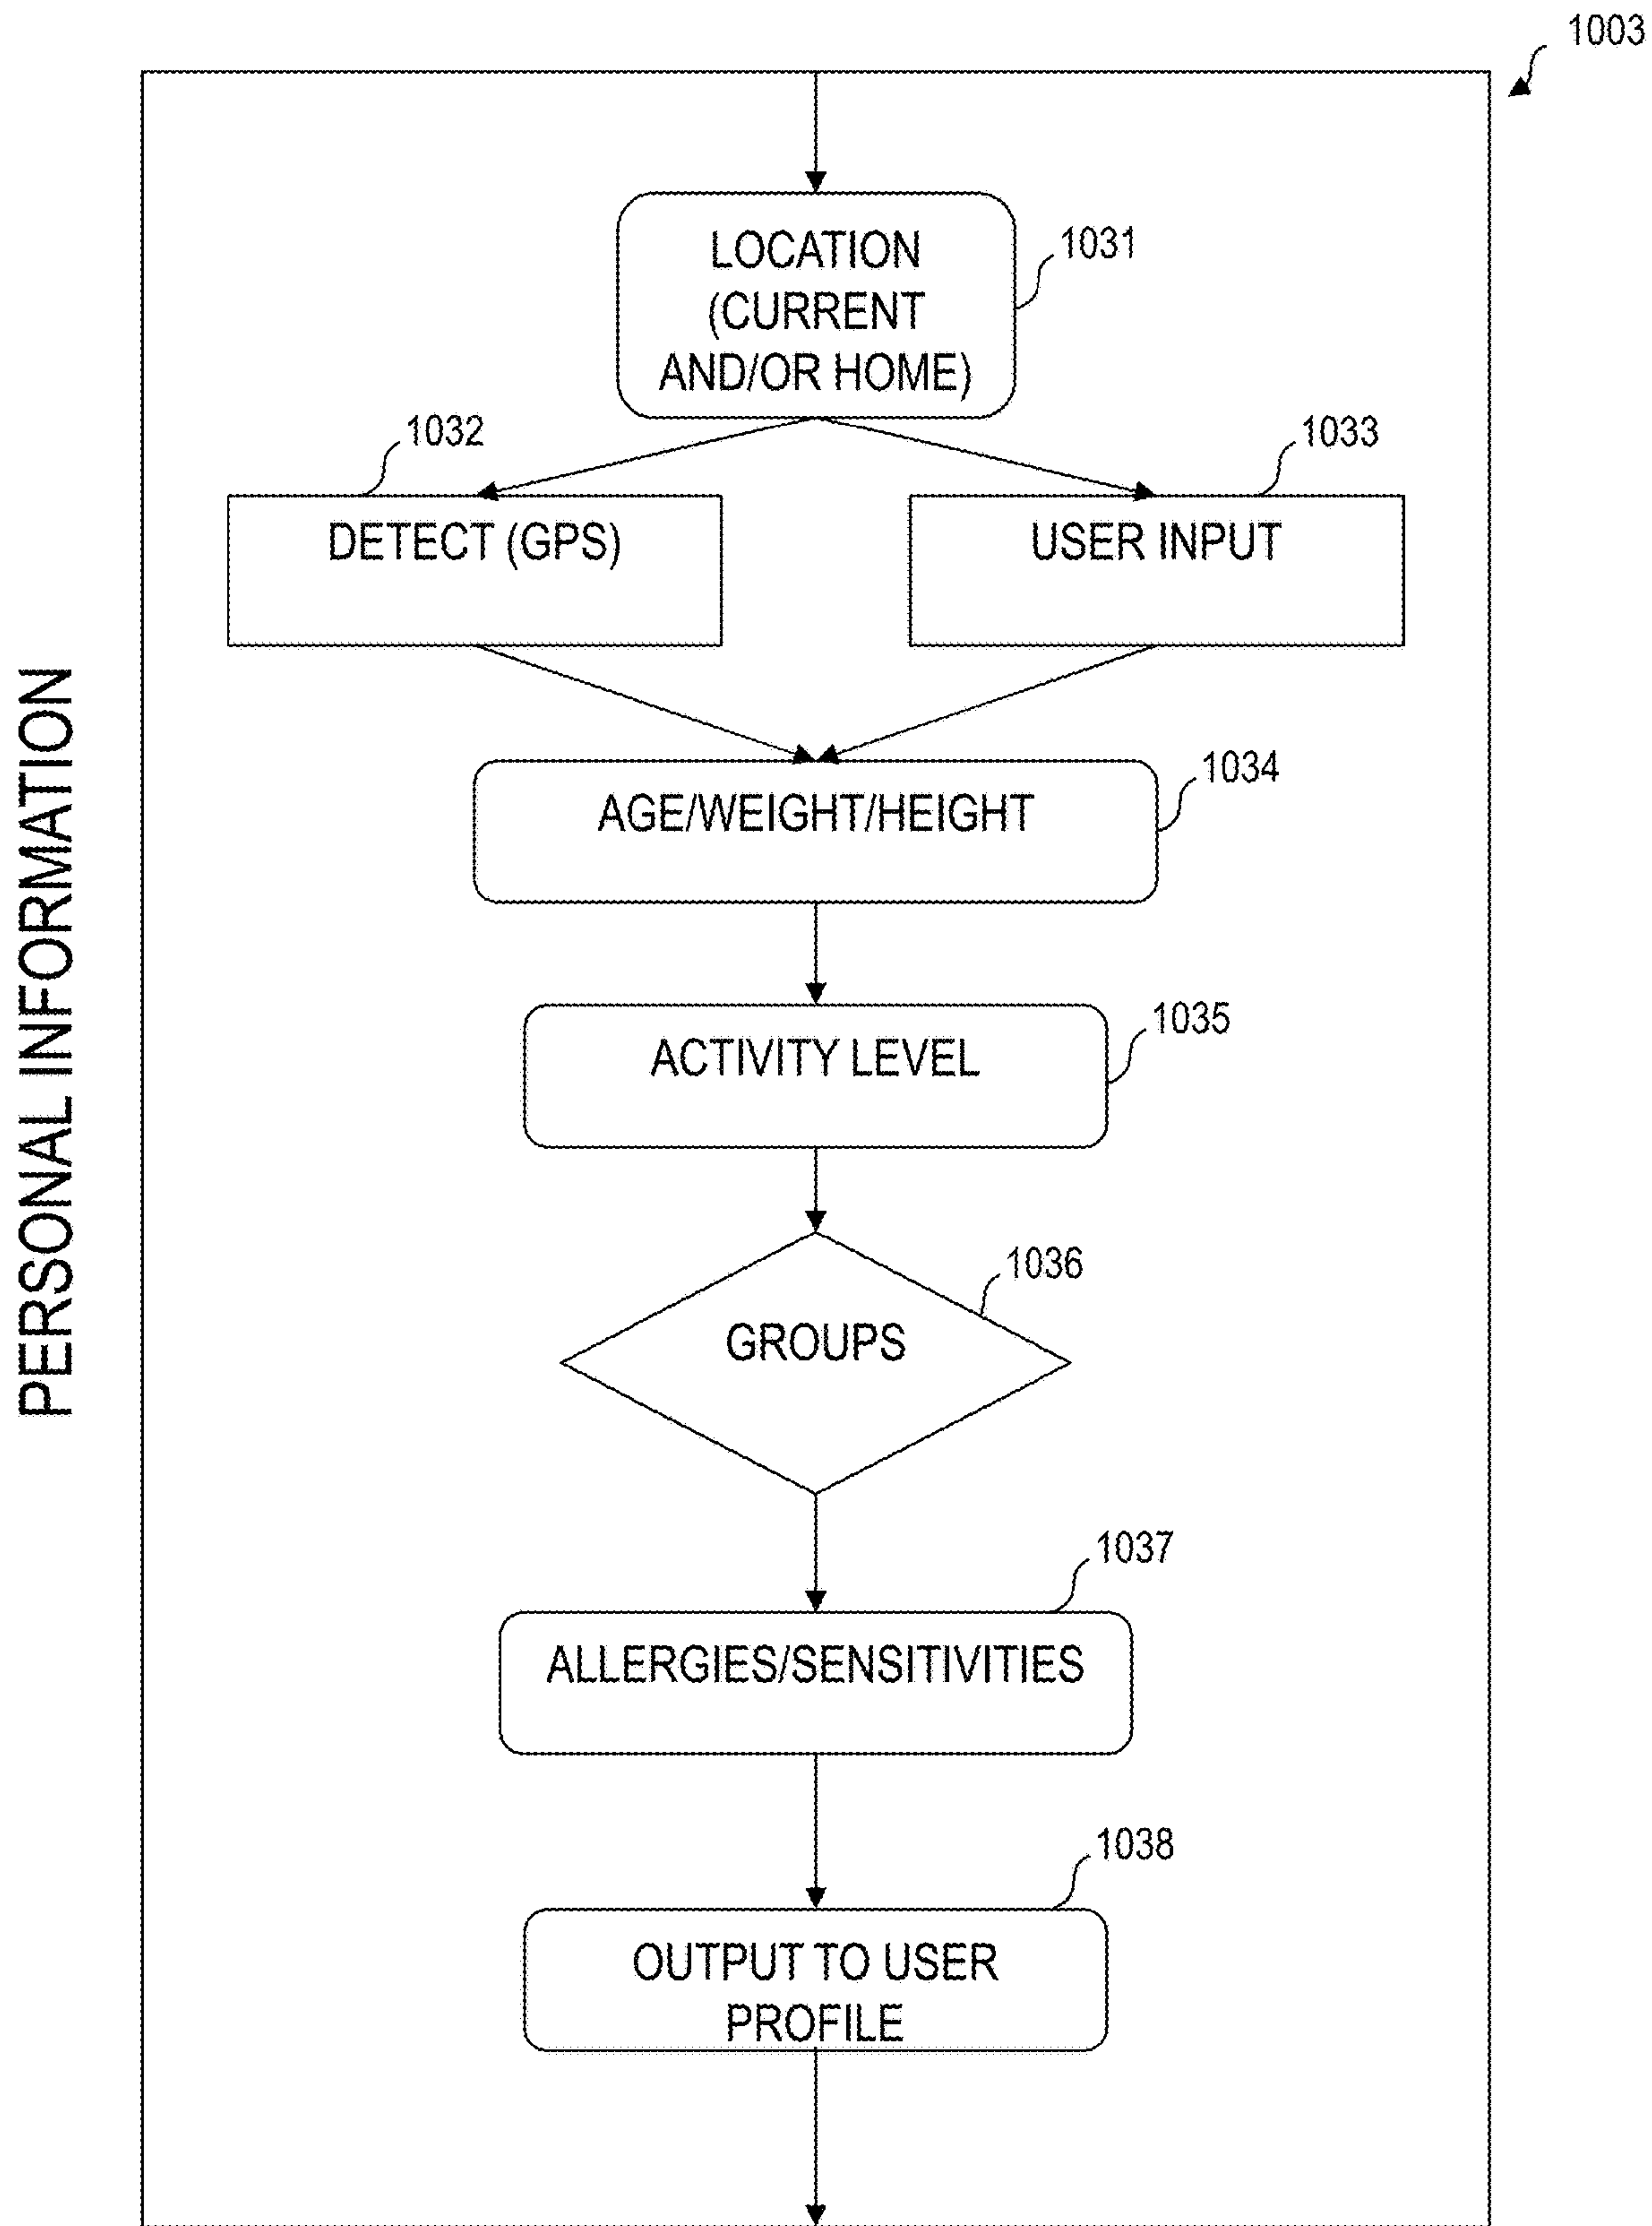 1003
PERSONAL INFORMATION
LOCATION
(CURRENT
AND/OR HOME)
1031
1032
1033
DETECT (GPS)
USER INPUT
1034
AGE/WEIGHT/HEIGHT
1035
ACTIVITY LEVEL
1036
GROUPS
1037
ALLERGIES/SENSITIVITIES
1038
OUTPUT TO USER
PROFILE